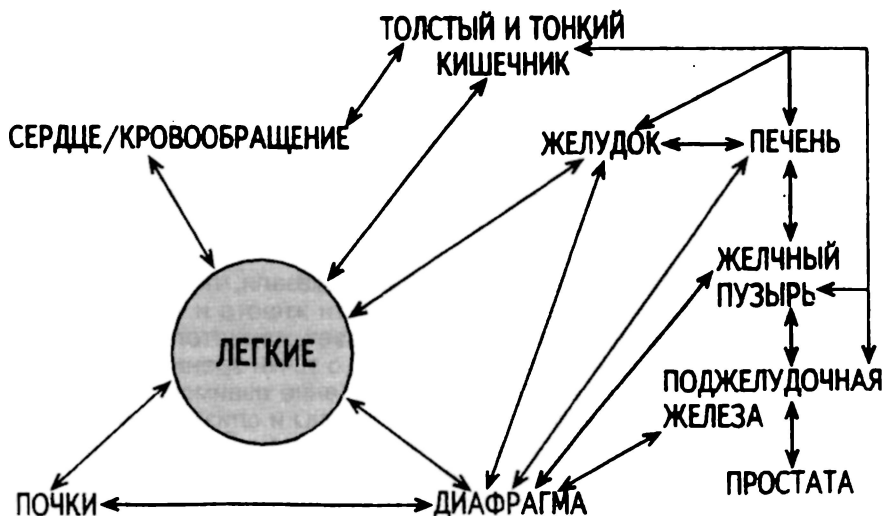 ТОЛСТЫЙ И ТОНКИЙ
КИШЕЧНИК
СЕРДЦЕ/КРОВООБРАЩЕНИЕ
ЖЕЛУДОК
ПЕЧЕНЬ
ЖЕЛЧНЫЙ
ПУЗЫРЬ
ЛЕГКИЕ
ПОДЖЕЛУДОЧНАЯ
ЖЕЛЕЗА
ПРОСТАТА
ПОЧКИ
ДИАФРАГМА